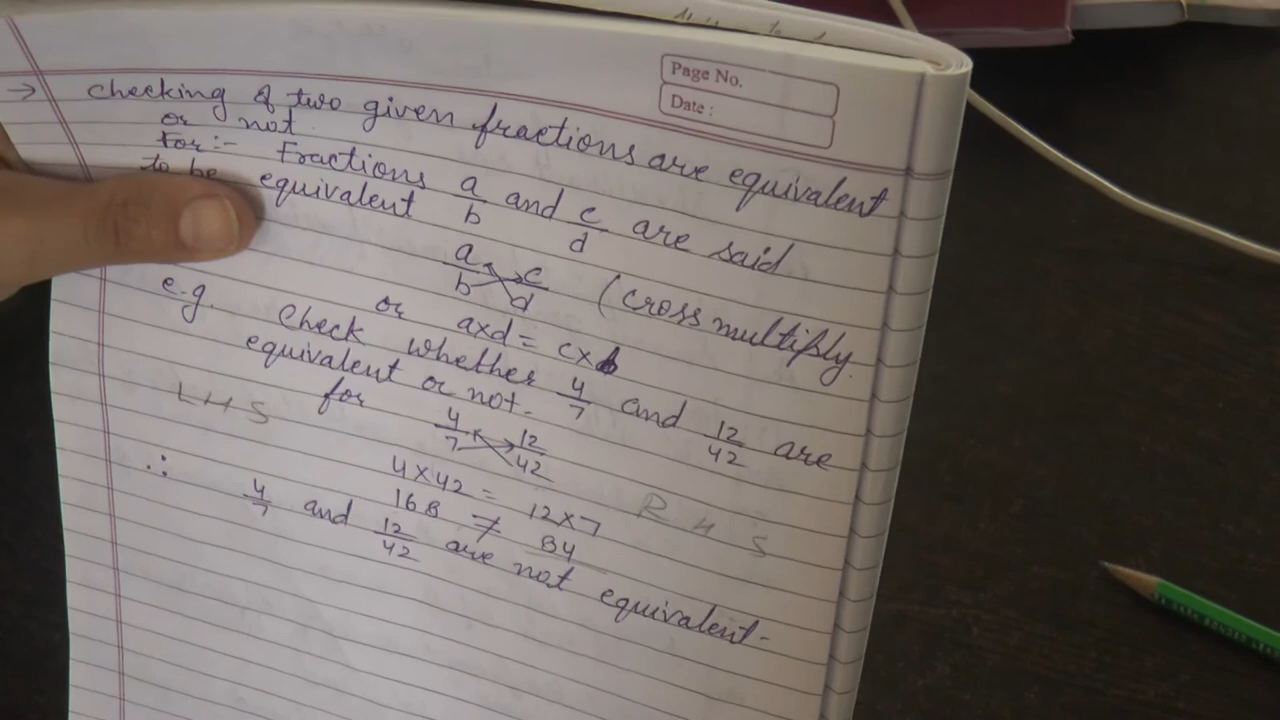 Page No.
Date :
→ Checking if two given fractions are equivalent
or not
For:- Fractions a/b and c/d are said
to be equivalent
a/b c/d (cross multiply.
or a×d = c×b
e.g. Check whether 4/7 and 12/42 are
equivalent or not.
for 4/7 12/42
LHS
4×42 = 12×7
RHS
168 ≠ 84
∴ 4/7 and 12/42 are not equivalent.